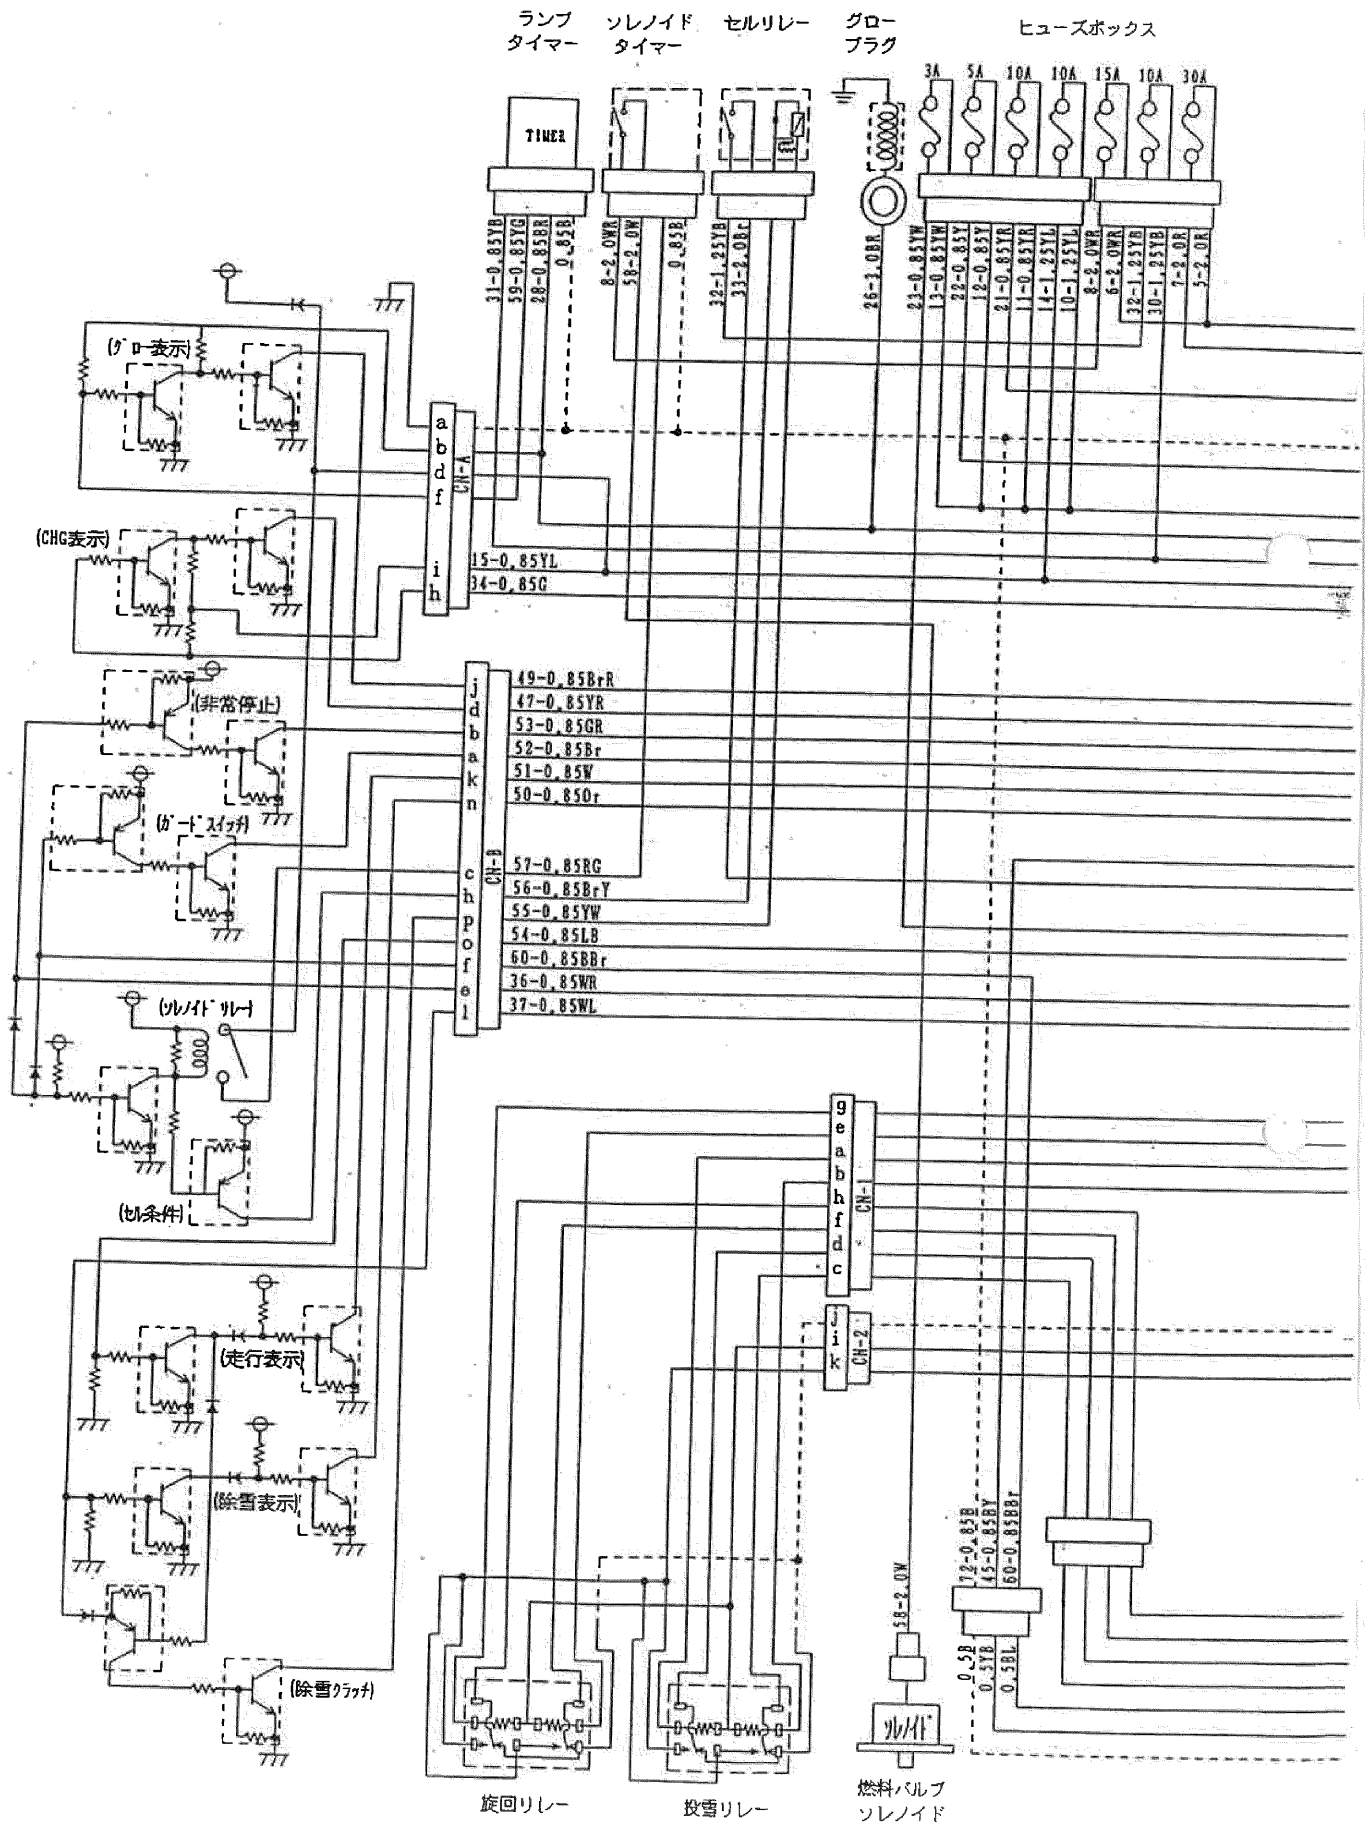 ランプ
タイマー
ソレノイド
タイマー
セルリレー
グロー
プラグ
ヒューズボックス
3A
5A
10A
10A
15A
10A
30A
TIMER
31-0.85YB
59-0.85YG
28-0.85BR
0.85B
8-2.0WR
58-2.0W
0.85B
32-1.25YB
33-2.0Br
26-3.0BR
23-0.85YW
13-0.85YW
22-0.85Y
12-0.85Y
21-0.85YR
11-0.85YR
14-1.25YL
10-1.25YL
8-2.0WR
6-2.0WR
32-1.25YB
30-1.25YB
7-2.0R
5-2.0R
(グロー表示)
a
b
d
f
i
h
CN-A
(CHG表示)
15-0.85YL
34-0.85G
(非常停止)
(ガードスイッチ)
j
d
b
a
k
n
c
h
p
o
f
e
l
CN-B
49-0.85BrR
47-0.85YR
53-0.85GR
52-0.85Br
51-0.85W
50-0.85Or
57-0.85RG
56-0.85BrY
55-0.85YW
54-0.85LB
60-0.85BBr
36-0.85WR
37-0.85WL
(ソレノイドリレー)
(セル条件)
g
e
a
b
h
f
d
c
CN-1
j
i
k
CN-2
(走行表示)
(除雪表示)
(除雪クラッチ)
58-2.0W
72-0.85B
45-0.85BY
60-0.85BBr
0.5B
0.5YB
0.5BL
ソレノイド
旋回リレー
投雪リレー
燃料バルブ
ソレノイド